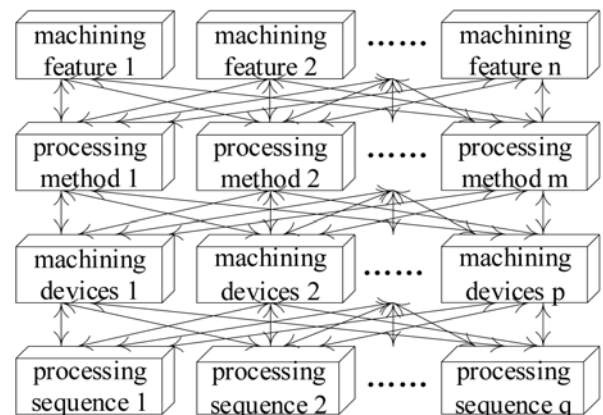 machining machining ...... machining
feature 1 feature 2 feature n
processing processing ...... processing
method 1 method 2 method m
machining machining ...... machining
devices 1 devices 2 devices p
processing processing ...... processing
sequence 1 sequence 2 sequence q